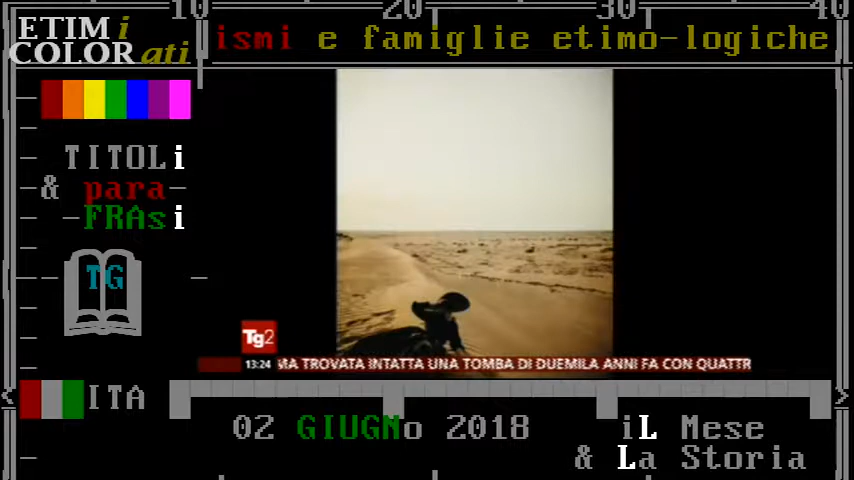 10 20 30 40
ETIMi
COLORati
ismi e famiglie etimo-logiche
TITOLi
& para-
-FRAsi
TG
Tg2
13:24 MA TROVATA INTATTA UNA TOMBA DI DUEMILA ANNI FA CON QUATTR
ITA
02 GIUGNo 2018 iL Mese
& La Storia